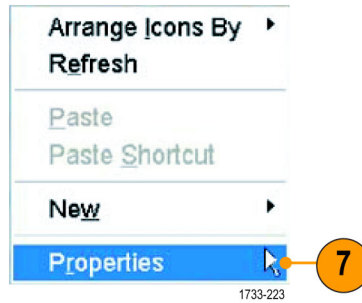 Arrange Icons By
Refresh
Paste
Paste Shortcut
New
Properties
7
1733-223